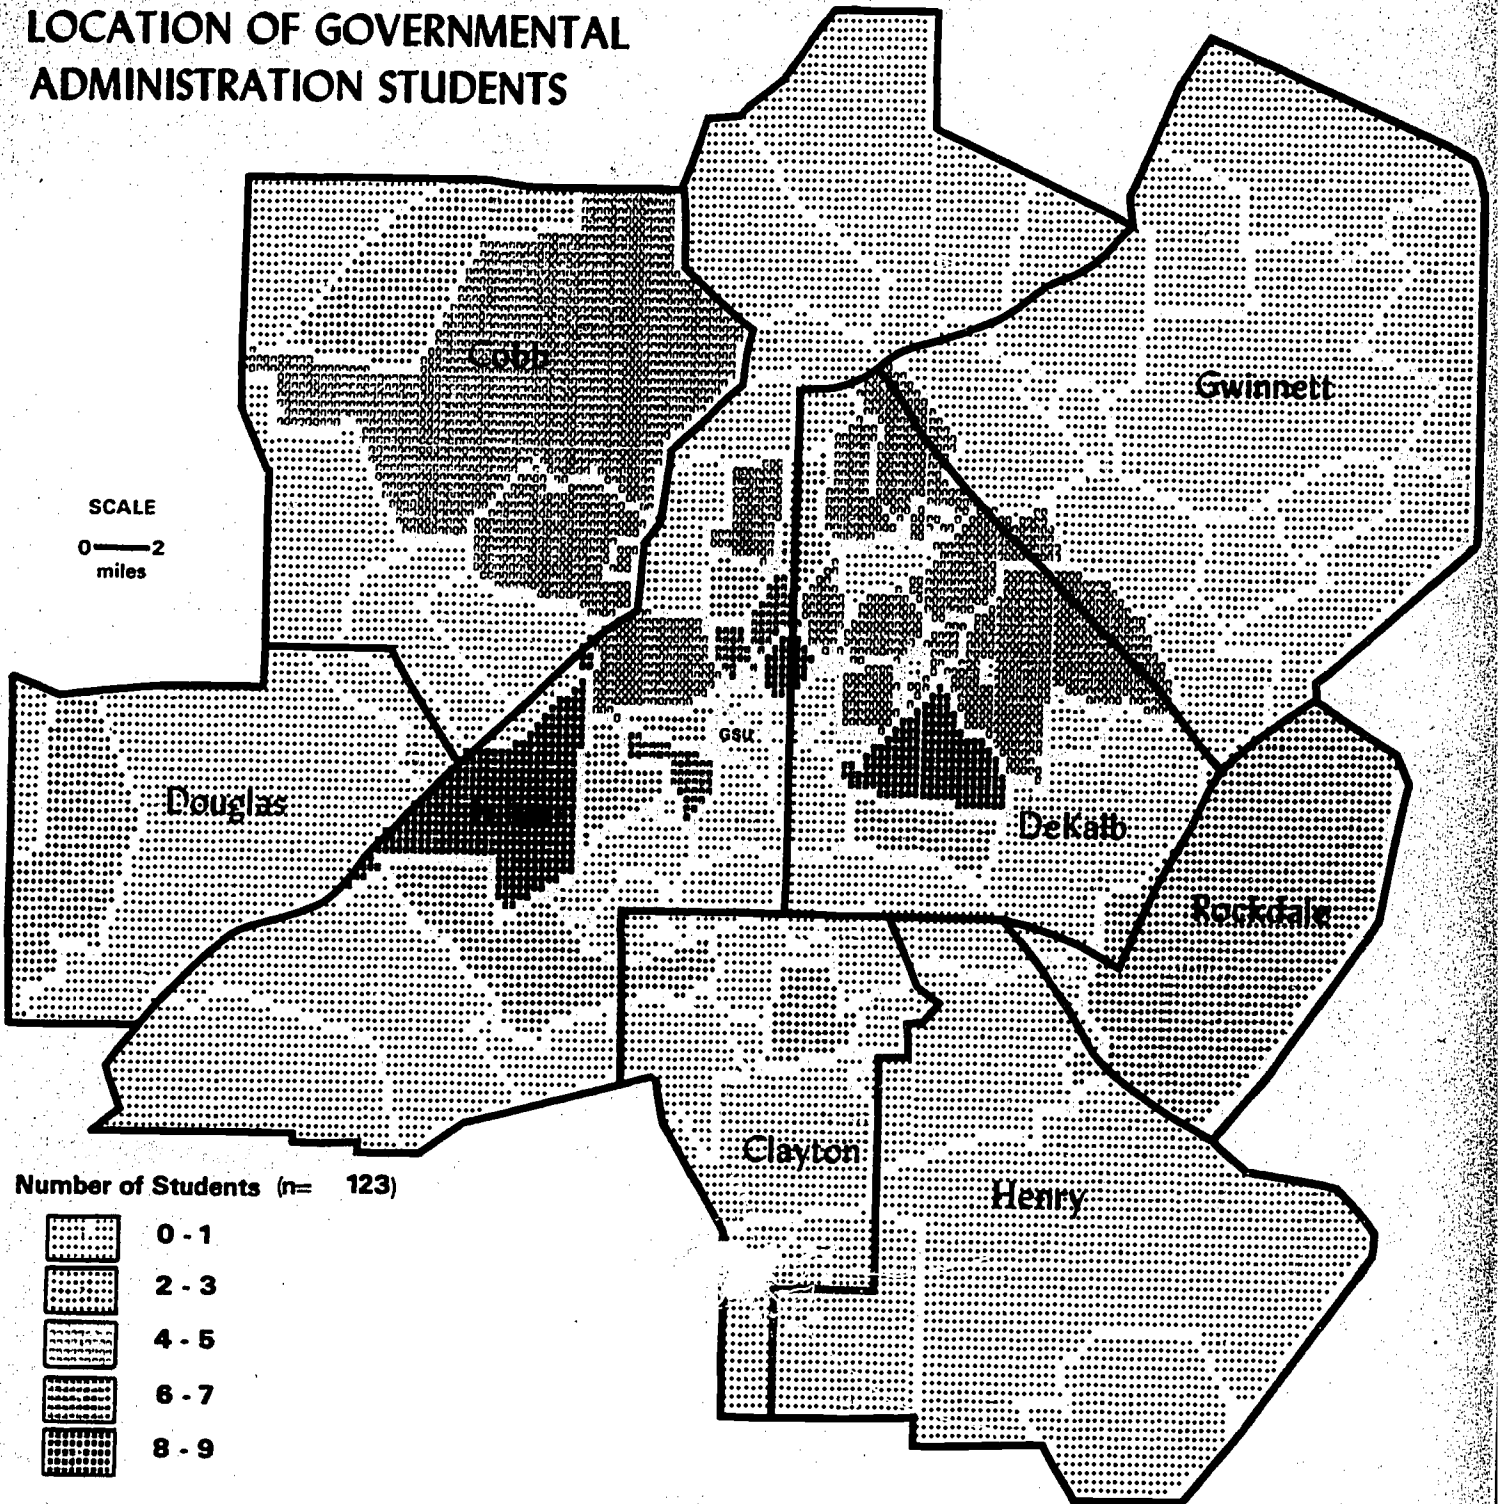 LOCATION OF GOVERNMENTAL
ADMINISTRATION STUDENTS
Cobb
Gwinnett
SCALE
0 2
miles
GSU
Douglas
DeKalb
Rockdale
Clayton
Henry
Number of Students (n= 123)
0 - 1
2 - 3
4 - 5
6 - 7
8 - 9